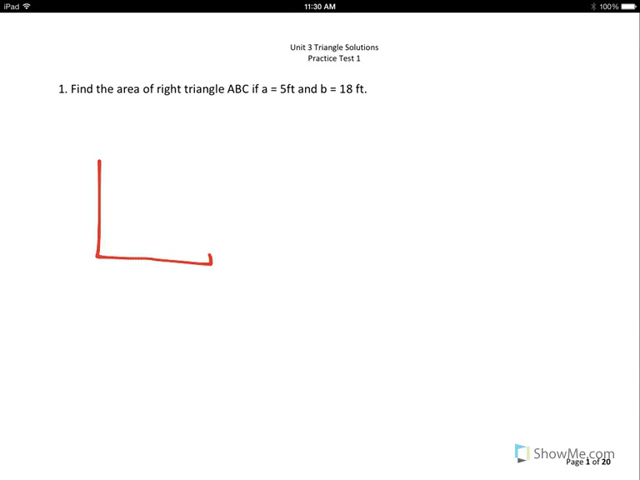 iPad 11:30 AM 100%
Unit 3 Triangle Solutions
Practice Test 1
1. Find the area of right triangle ABC if a = 5ft and b = 18 ft.
ShowMe.com
Page 1 of 20